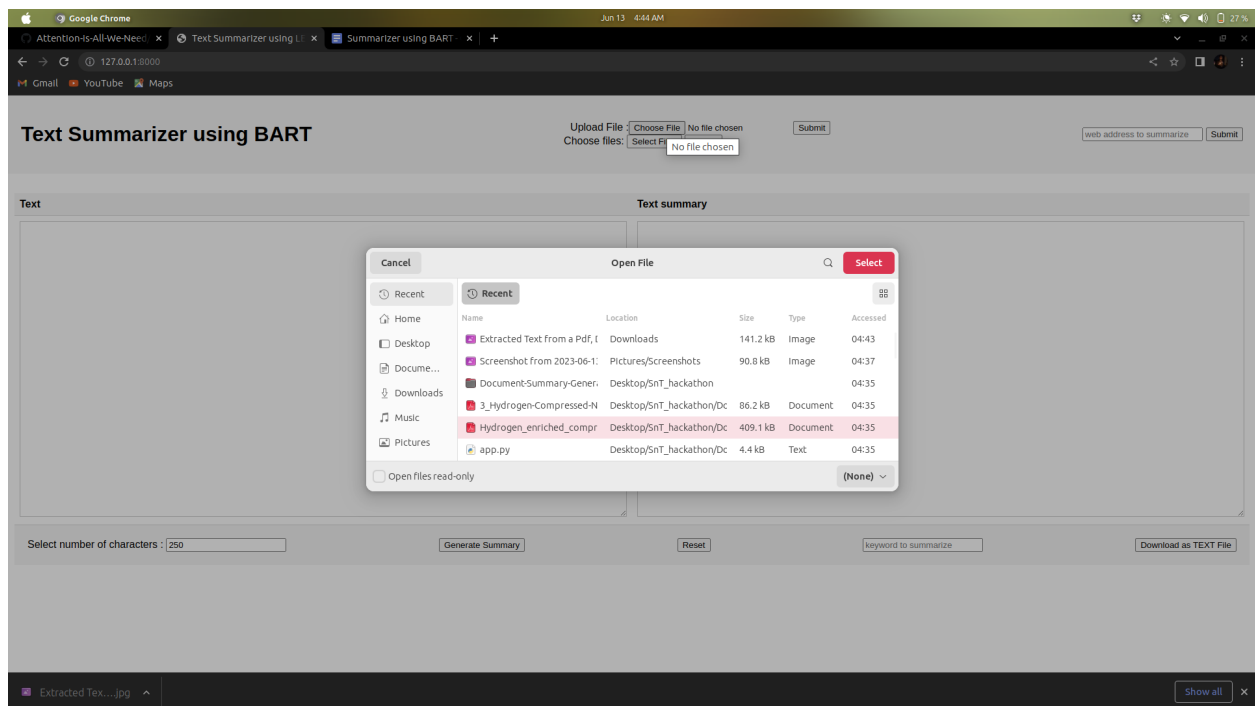 Google Chrome
Jun 13 4:44 AM
27 %
Attention-Is-All-We-Need
Text Summarizer using LE
Summarizer using BART -
127.0.0.1:8000
Gmail
YouTube
Maps
Text Summarizer using BART
Upload File : Choose File No file chosen
Submit
Choose files: Select Fi
No file chosen
web address to summarize
Submit
Text
Text summary
Cancel
Open File
Select
Recent
Home
Desktop
Docume...
Downloads
Music
Pictures
Recent
Name Location Size Type Accessed
Extracted Text from a Pdf, Downloads 141.2 kB Image 04:43
Screenshot from 2023-06-1 Pictures/Screenshots 90.8 kB Image 04:37
Document-Summary-Gener Desktop/SnT_hackathon 04:35
3_Hydrogen-Compressed-N Desktop/SnT_hackathon/Dc 86.2 kB Document 04:35
Hydrogen_enriched_compr Desktop/SnT_hackathon/Dc 409.1 kB Document 04:35
app.py Desktop/SnT_hackathon/Dc 4.4 kB Text 04:35
Open files read-only
(None)
Select number of characters : 250
Generate Summary
Reset
keyword to summarize
Download as TEXT File
Extracted Tex....jpg
Show all